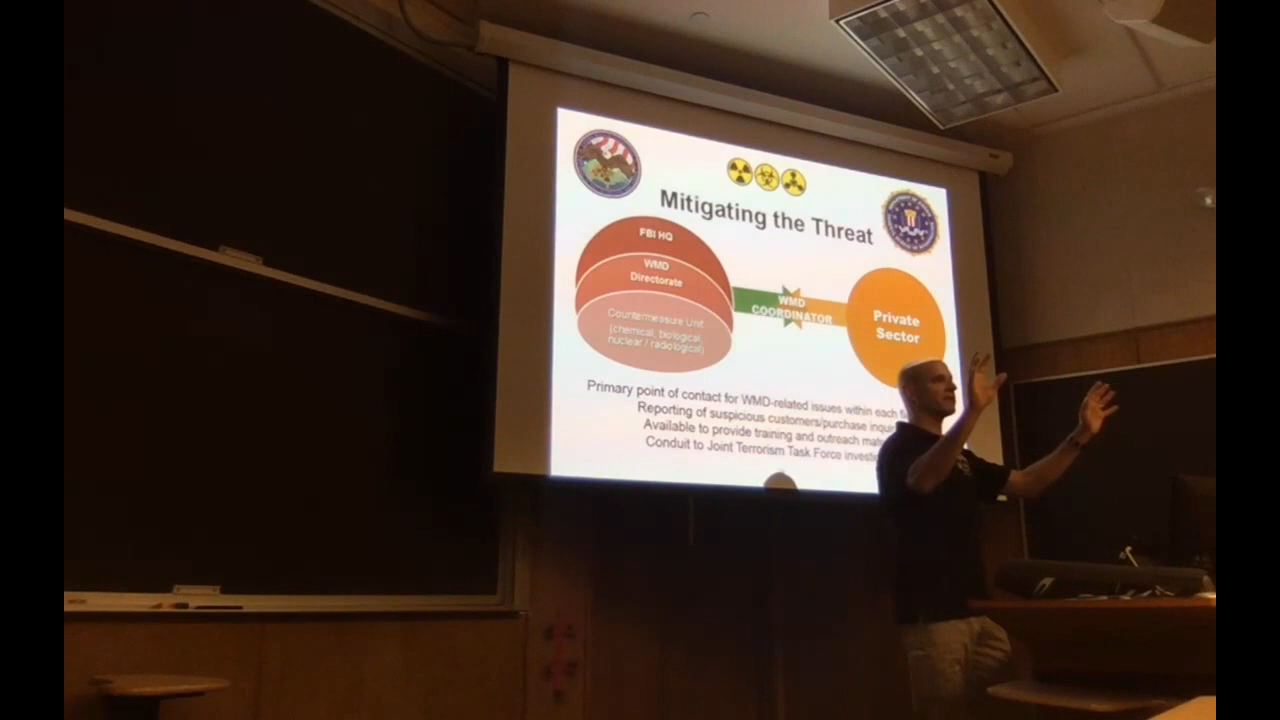 Mitigating the Threat
FBI HQ
WMD
Directorate
Countermeasure Unit
(chemical, biological,
nuclear / radiological)
WMD
COORDINATOR
Private
Sector
Primary point of contact for WMD-related issues within each
Reporting of suspicious customers/purchase
Available to provide training and outreach
Conduit to Joint Terrorism Task Force